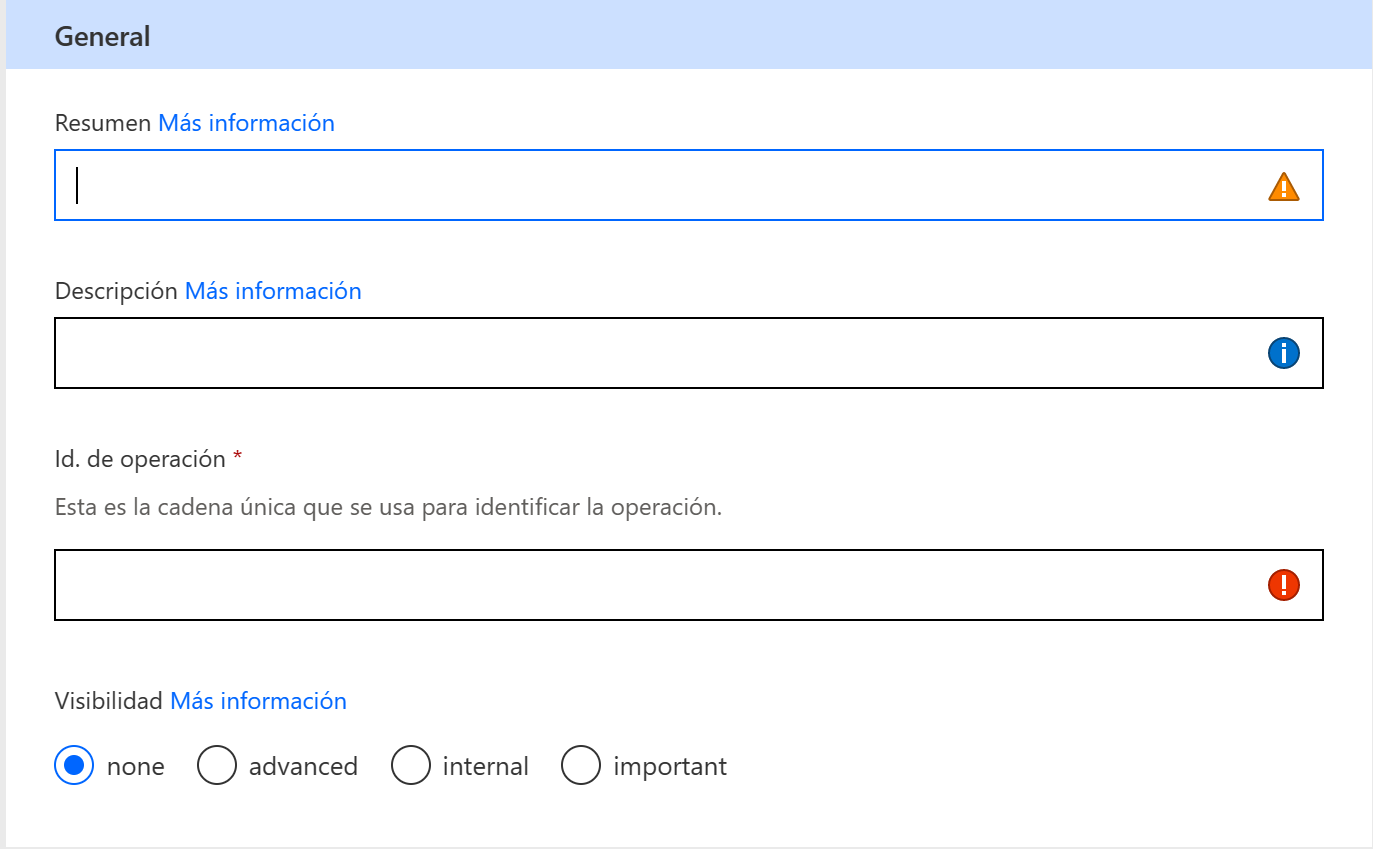 General
Resumen Más información
Descripción Más información
Id. de operación *
Esta es la cadena única que se usa para identificar la operación.
Visibilidad Más información
none advanced internal important